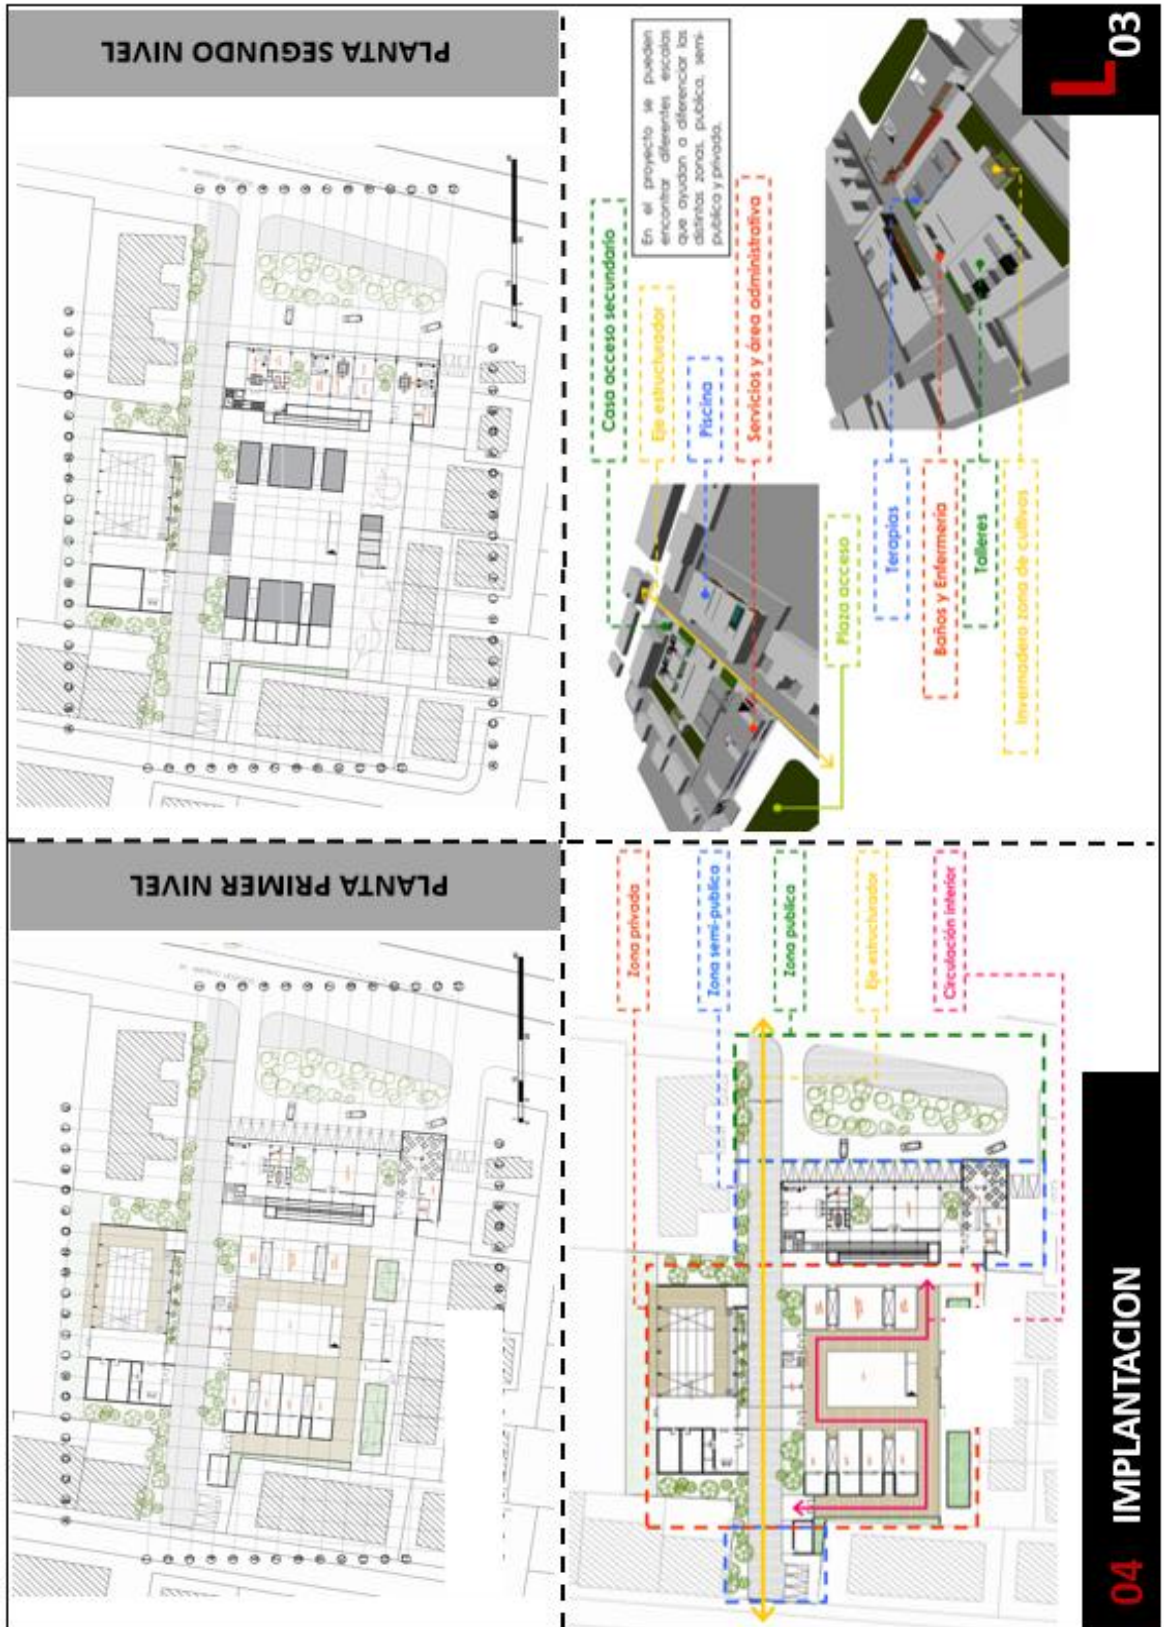 04 IMPLANTACION
Zona privada
Zona semi-publica
Zona publica
Eje estructurador
Circulación interior
PLANTA PRIMER NIVEL
PLANTA SEGUNDO NIVEL
Casa acceso secundario
Eje estructurador
Piscina
Servicios y área administrativa
Plaza acceso
En el proyecto se pueden
encontrar diferentes escalas
que ayudan a diferenciar las
distintas zonas, publica, semi-
publica y privada.
Terapias
Baños y Enfermería
Talleres
Invernadero zona de cultivos
L
03